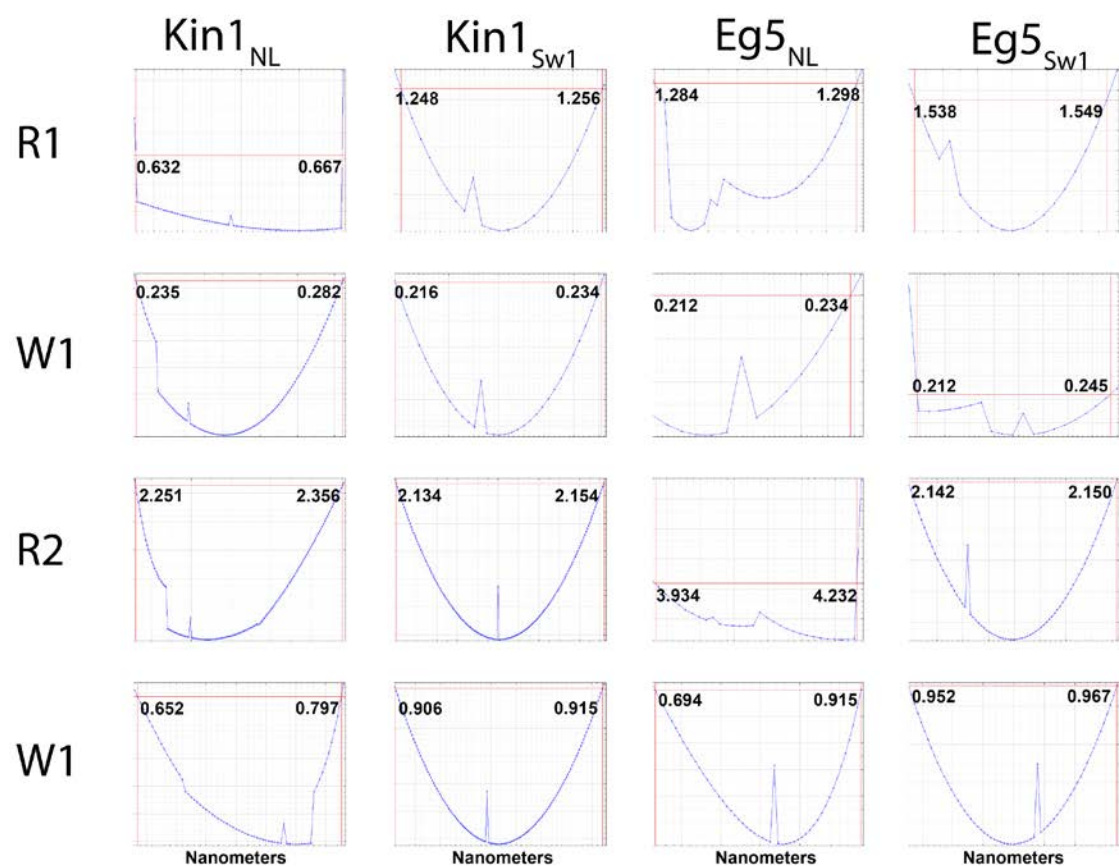 Kin1NL Kin1Sw1 Eg5NL Eg5Sw1
R1
0.632 0.667 1.248 1.256 1.284 1.298 1.538 1.549
W1
0.235 0.282 0.216 0.234 0.212 0.234 0.212 0.245
R2
2.251 2.356 2.134 2.154 3.934 4.232 2.142 2.150
W1
0.652 0.797 0.906 0.915 0.694 0.915 0.952 0.967
Nanometers Nanometers Nanometers Nanometers